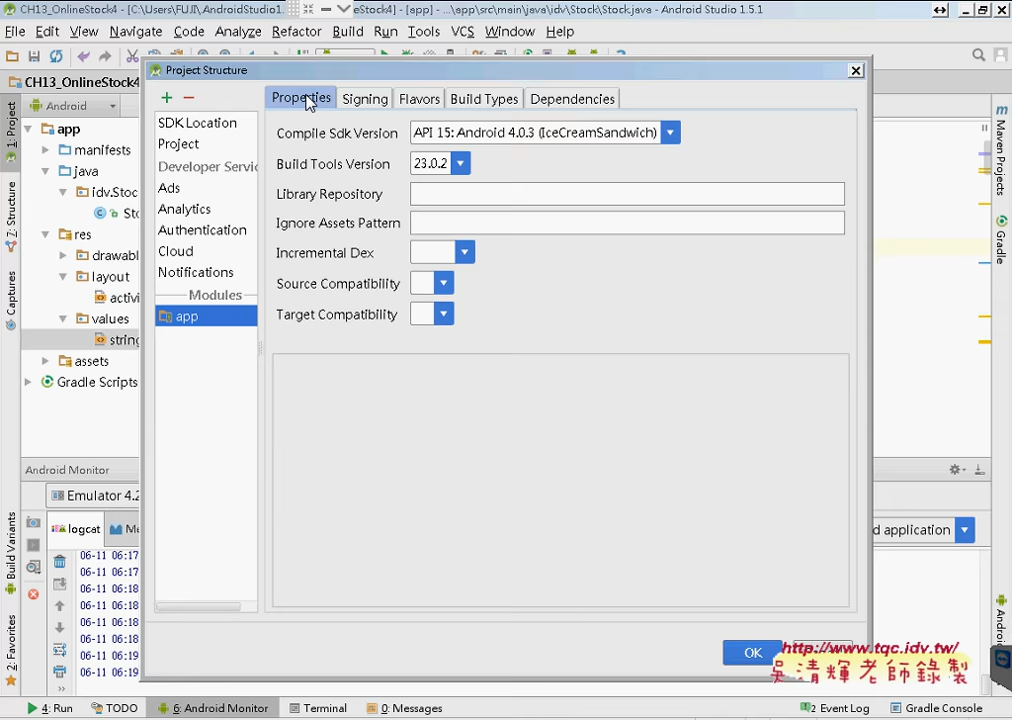 CH13_OnlineStock4 - [C:\Users\FUJI\AndroidStudio1.
eStock4] - [app] - ...\app\src\main\java\idv\Stock\Stock.java - Android Studio 1.5.1
File Edit View Navigate Code Analyze Refactor Build Run Tools VCS Window Help
CH13_OnlineStock4
Project Structure
1: Project
Android
app
manifests
java
idv.Stoc
Sto
res
drawabl
layout
activi
values
string
assets
Gradle Scripts
7: Structure
Captures
Build Variants
2: Favorites
SDK Location
Project
Developer Servic
Ads
Analytics
Authentication
Cloud
Notifications
Modules
app
Properties Signing Flavors Build Types Dependencies
Compile Sdk Version API 15: Android 4.0.3 (IceCreamSandwich)
Build Tools Version 23.0.2
Library Repository
Ignore Assets Pattern
Incremental Dex
Source Compatibility
Target Compatibility
OK
Maven Projects
Gradle
Android Monitor
Emulator 4.2
logcat
d application
06-11 06:17
06-11 06:17
06-11 06:18
06-11 06:18
06-11 06:18
06-11 06:18
06-11 06:19
06-11 06:19
http://www.tqc.idv.tw/
吳清輝老師錄製
4: Run TODO 6: Android Monitor Terminal 0: Messages 2 Event Log Gradle Console